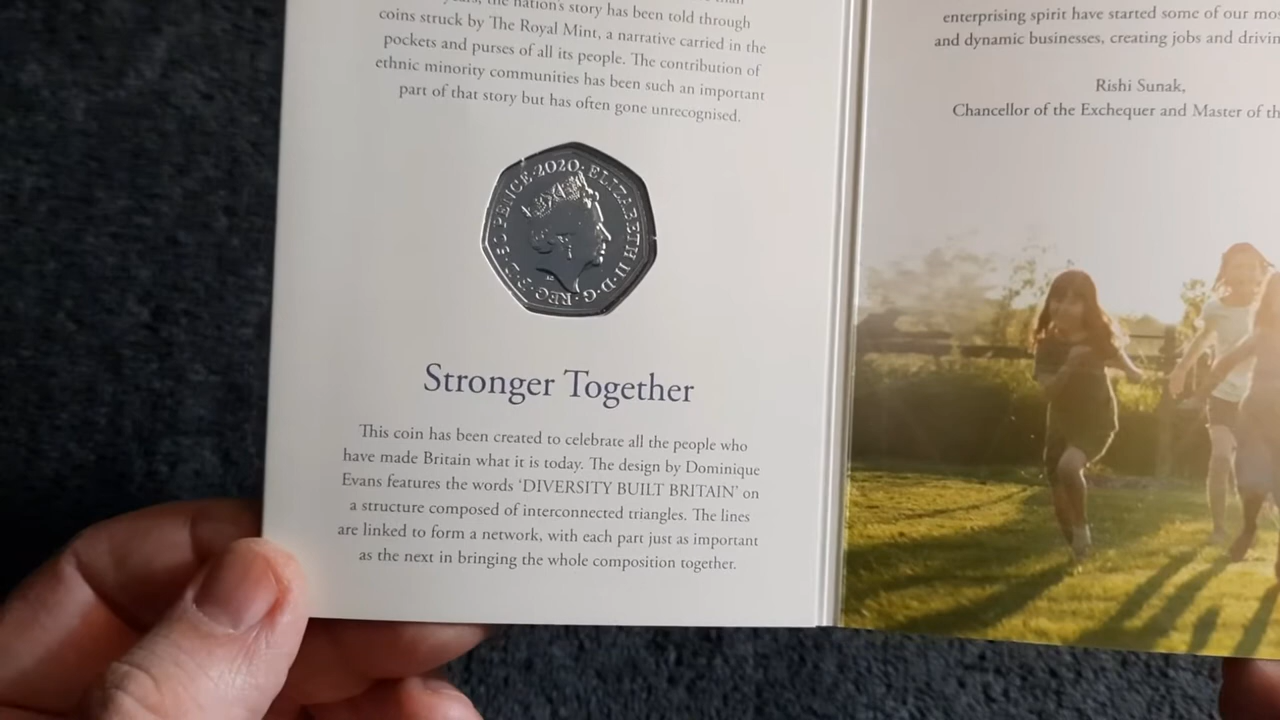 the nation's story has been told through
coins struck by The Royal Mint, a narrative carried in the
pockets and purses of all its people. The contribution of
ethnic minority communities has been such an important
part of that story but has often gone unrecognised.
ELIZABETH II·D·G·REG·F·D·50 PENCE·2020·
Stronger Together
This coin has been created to celebrate all the people who
have made Britain what it is today. The design by Dominique
Evans features the words ‘DIVERSITY BUILT BRITAIN’ on
a structure composed of interconnected triangles. The lines
are linked to form a network, with each part just as important
as the next in bringing the whole composition together.
enterprising spirit have started some of our
and dynamic businesses, creating jobs and
Rishi Sunak,
Chancellor of the Exchequer and Master of